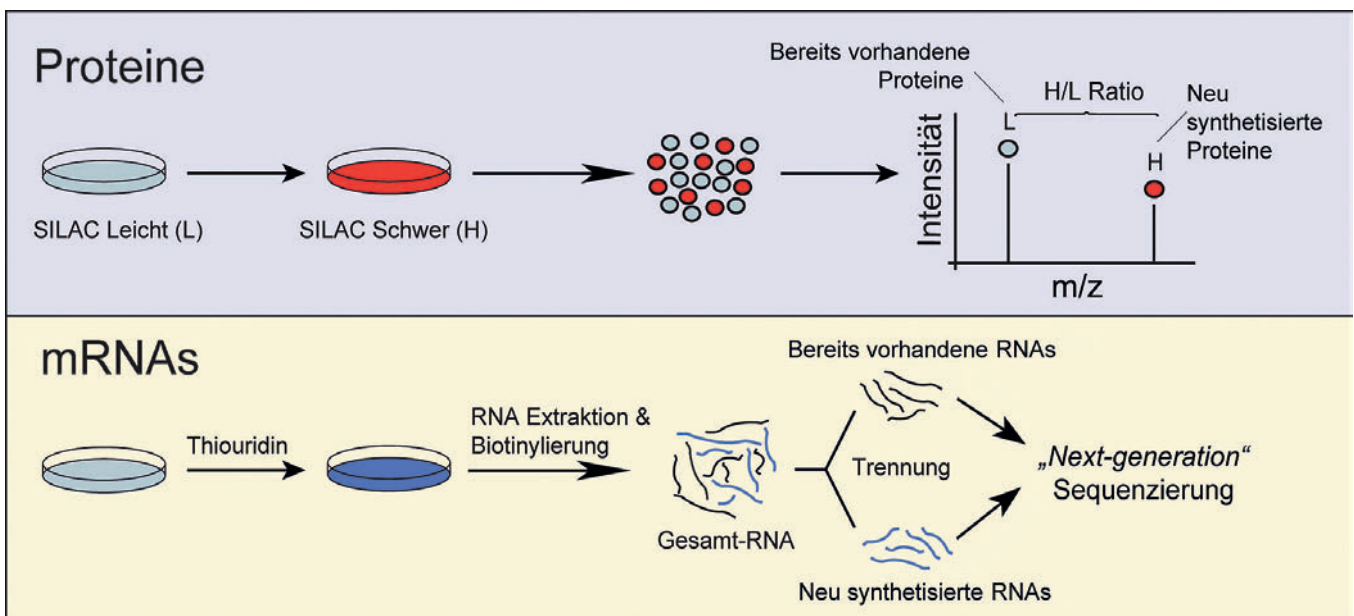 Proteine
SILAC Leicht (L)
SILAC Schwer (H)
Bereits vorhandene
Proteine
H/L Ratio
Neu
synthetisierte
Proteine
L
H
Intensität
m/z
mRNAs
Thiouridin
RNA Extraktion &
Biotinylierung
Gesamt-RNA
Bereits vorhandene RNAs
Trennung
Neu synthetisierte RNAs
„Next-generation“
Sequenzierung